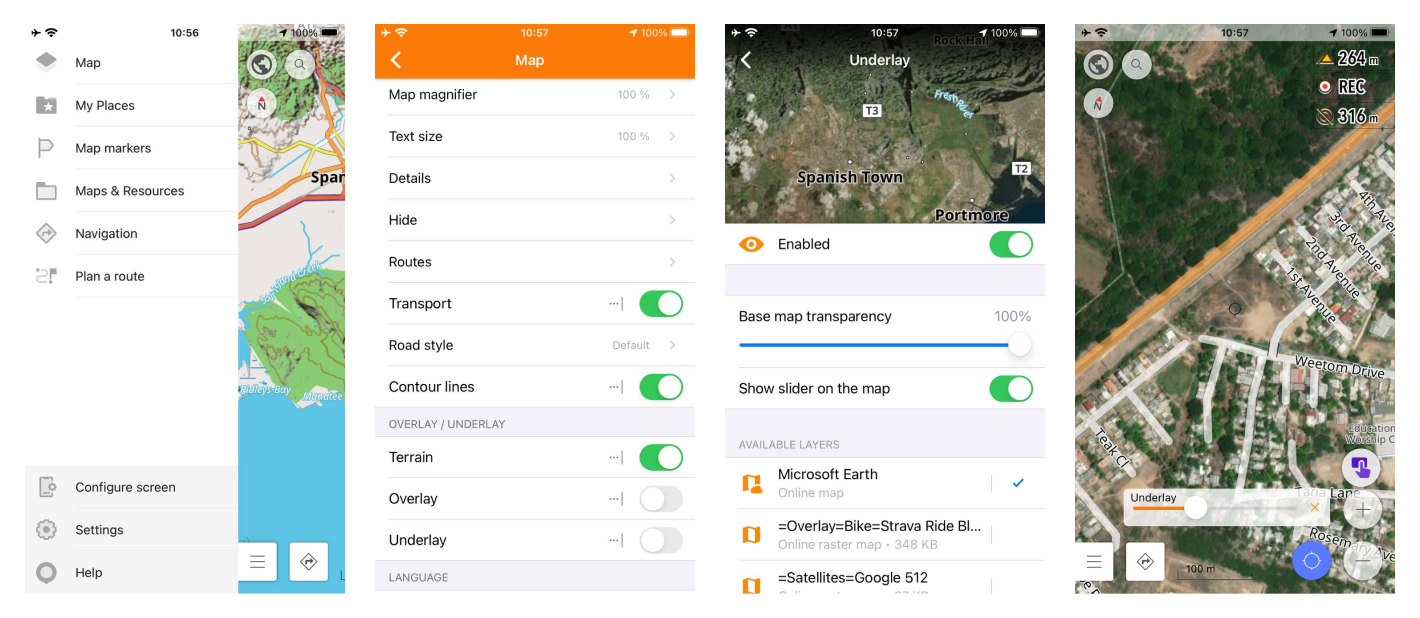 10:56
100%
Map
My Places
Map markers
Maps & Resources
Navigation
Plan a route
Configure screen
Settings
Help
N
Spar
Ridleys Bay
Manatee
10:57
100%
Map
Map magnifier 100 %
Text size 100 %
Details
Hide
Routes
Transport
Road style Default
Contour lines
OVERLAY / UNDERLAY
Terrain
Overlay
Underlay
LANGUAGE
10:57
100%
Rock Hall
Underlay
T3
Fresh River
T2
Spanish Town
Portmore
Enabled
Base map transparency 100%
Show slider on the map
AVAILABLE LAYERS
Microsoft Earth
Online map
=Overlay=Bike=Strava Ride Bl...
Online raster map • 348 KB
=Satellites=Google 512
10:57
100%
264 m
REC
316 m
N
4th Aven
3rd Avenue
2nd Avenue
1st Avenue
Weetom Drive
Education
Worship C
Teak Cl
Underlay
Tana Lane
Rosemary Ave
100 m